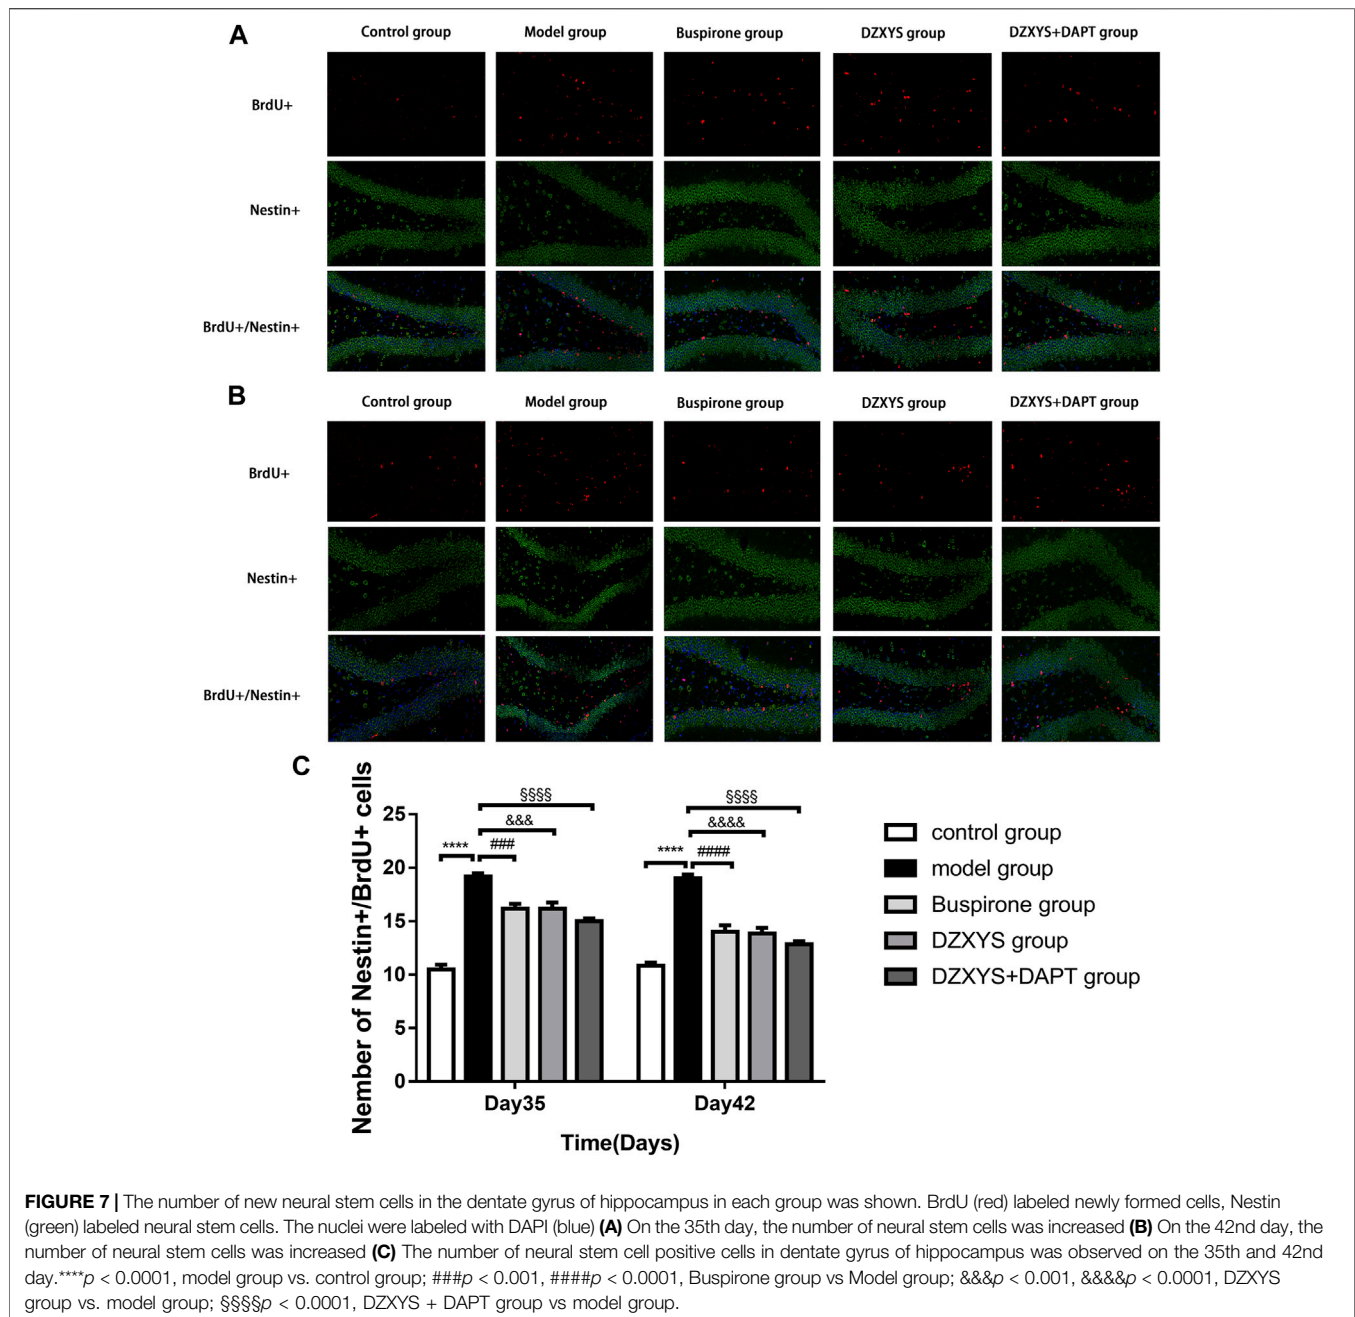 A
Control group Model group Buspirone group DZXYS group DZXYS+DAPT group
BrdU+
Nestin+
BrdU+/Nestin+
B
Control group Model group Buspirone group DZXYS group DZXYS+DAPT group
BrdU+
Nestin+
BrdU+/Nestin+
C
Nember of Nestin+/BrdU+ cells
25
20
15
10
5
0
§§§§
&&&
****
###
§§§§
&&&&
****
####
Day35 Day42
Time(Days)
control group
model group
Buspirone group
DZXYS group
DZXYS+DAPT group
FIGURE 7 | The number of new neural stem cells in the dentate gyrus of hippocampus in each group was shown. BrdU (red) labeled newly formed cells, Nestin
(green) labeled neural stem cells. The nuclei were labeled with DAPI (blue) (A) On the 35th day, the number of neural stem cells was increased (B) On the 42nd day, the
number of neural stem cells was increased (C) The number of neural stem cell positive cells in dentate gyrus of hippocampus was observed on the 35th and 42nd
day.****p < 0.0001, model group vs. control group; ###p < 0.001, ####p < 0.0001, Buspirone group vs Model group; &&&p < 0.001, &&&&p < 0.0001, DZXYS
group vs. model group; §§§§p < 0.0001, DZXYS + DAPT group vs model group.